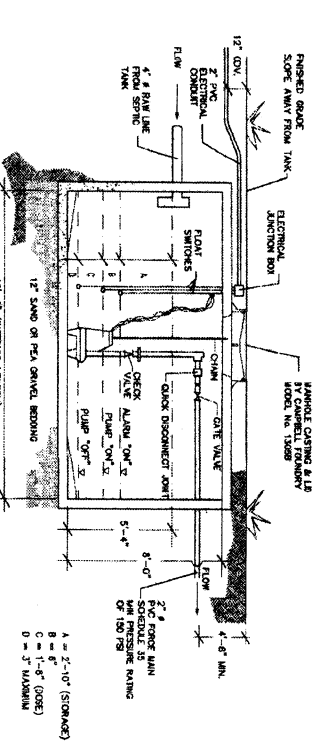 FINISHED GRADE
SLOPE AWAY FROM TANK
ELECTRICAL
JUNCTION BOX
MANHOLE CASTING & LID
BY CAMPBELL FOUNDRY
MODEL No. 1309B
12" COV.
2" PVC
ELECTRICAL
CONDUIT
FLOW
4" ø RAW LINE
FROM SEPTIC
TANK
FLOAT
SWITCHES
CHAIN
GATE VALVE
QUICK DISCONNECT JOINT
CHECK
VALVE
ALARM "ON"
PUMP "ON"
PUMP "OFF"
A
B
C
D
5'-4"
8'-0"
4'-6" MIN.
FLOW
2" ø
PVC FORCE MAIN
SCHEDULE 35
MIN PRESSURE RATING
OF 150 PSI
12" SAND OR PEA GRAVEL BEDDING
A = 2'-10" (STORAGE)
B = 6"
C = 1'-8" (DOSE)
D = 3" MAXIMUM